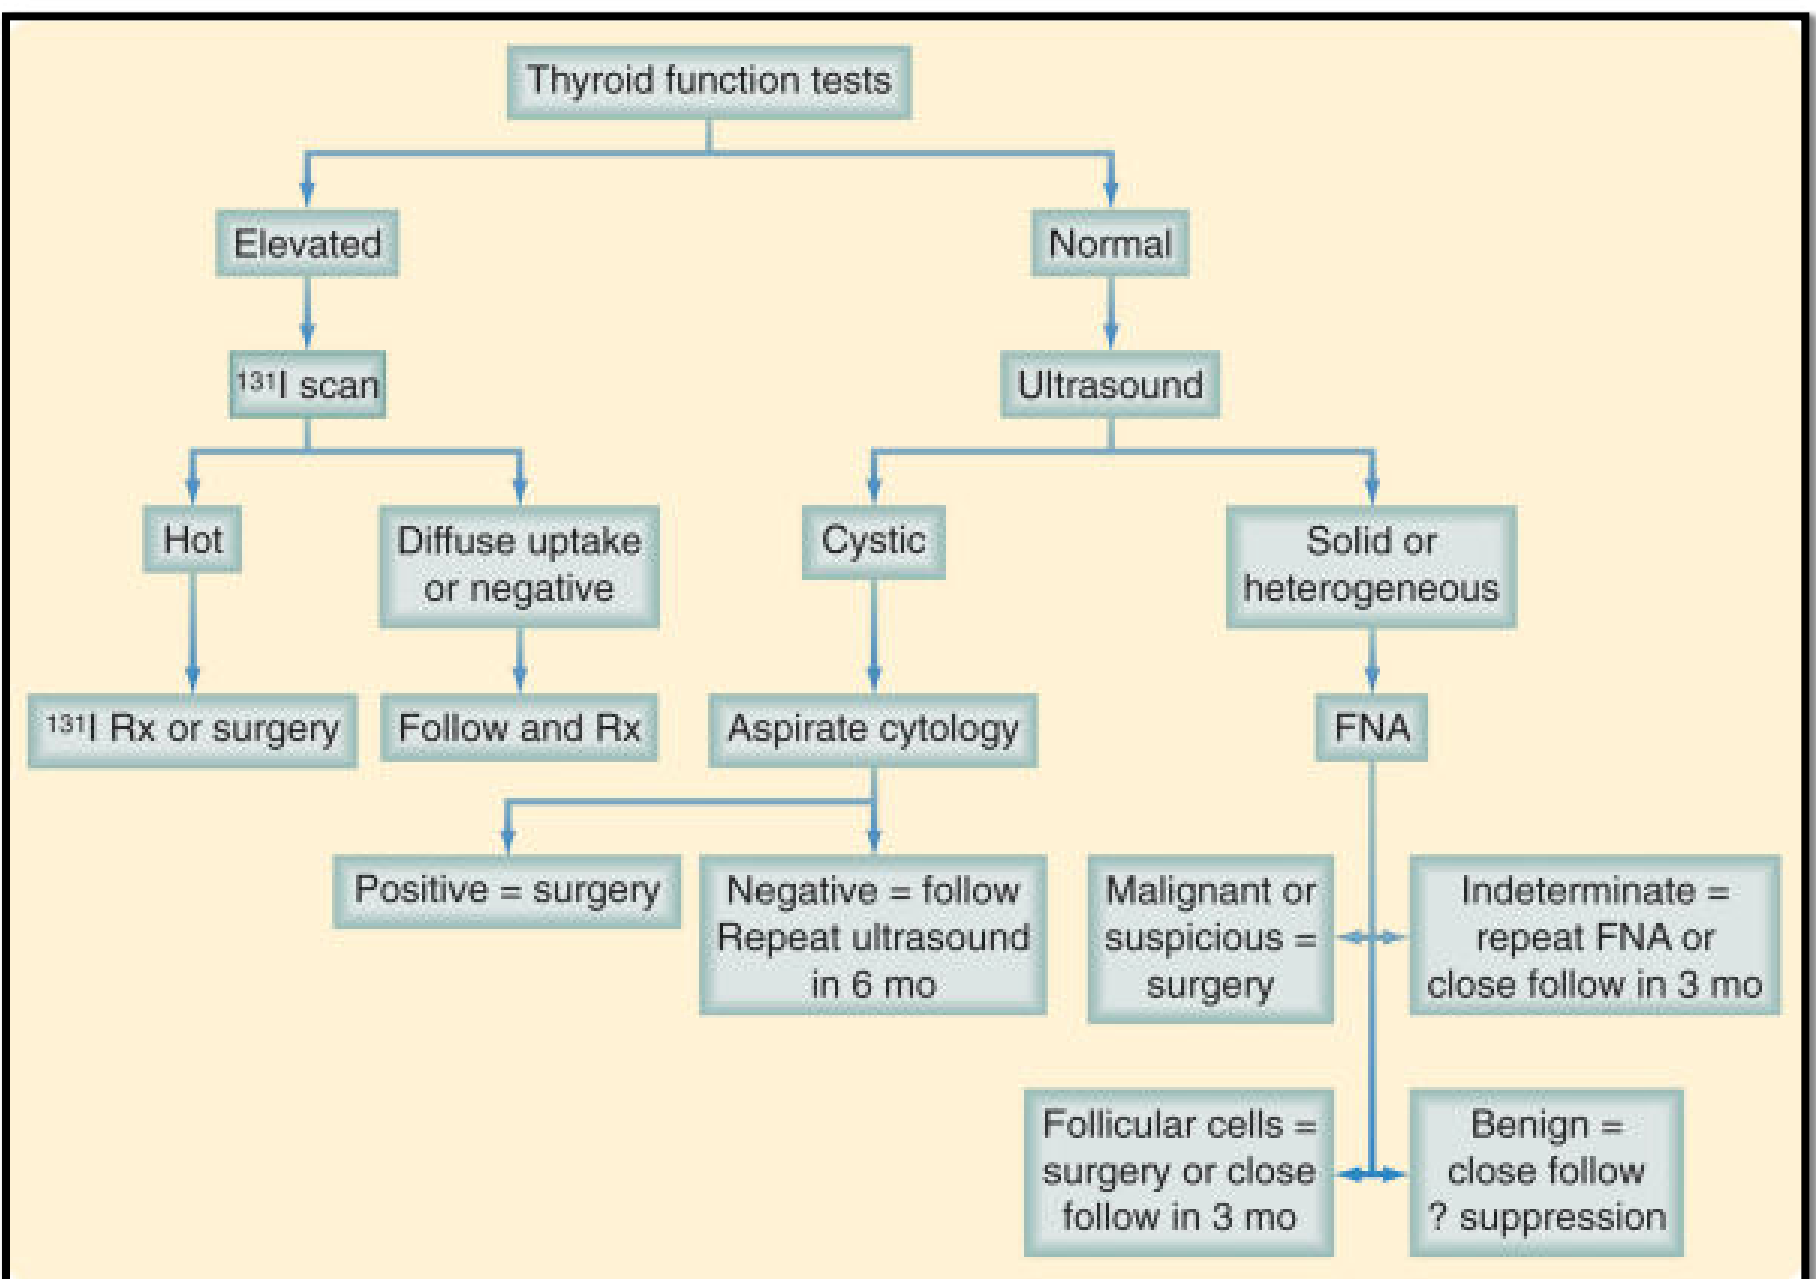 Thyroid function tests
Elevated
Normal
¹³¹I scan
Ultrasound
Hot
Diffuse uptake
or negative
Cystic
Solid or
heterogeneous
¹³¹I Rx or surgery
Follow and Rx
Aspirate cytology
FNA
Positive = surgery
Negative = follow
Repeat ultrasound
in 6 mo
Malignant or
suspicious =
surgery
Indeterminate =
repeat FNA or
close follow in 3 mo
Follicular cells =
surgery or close
follow in 3 mo
Benign =
close follow
? suppression